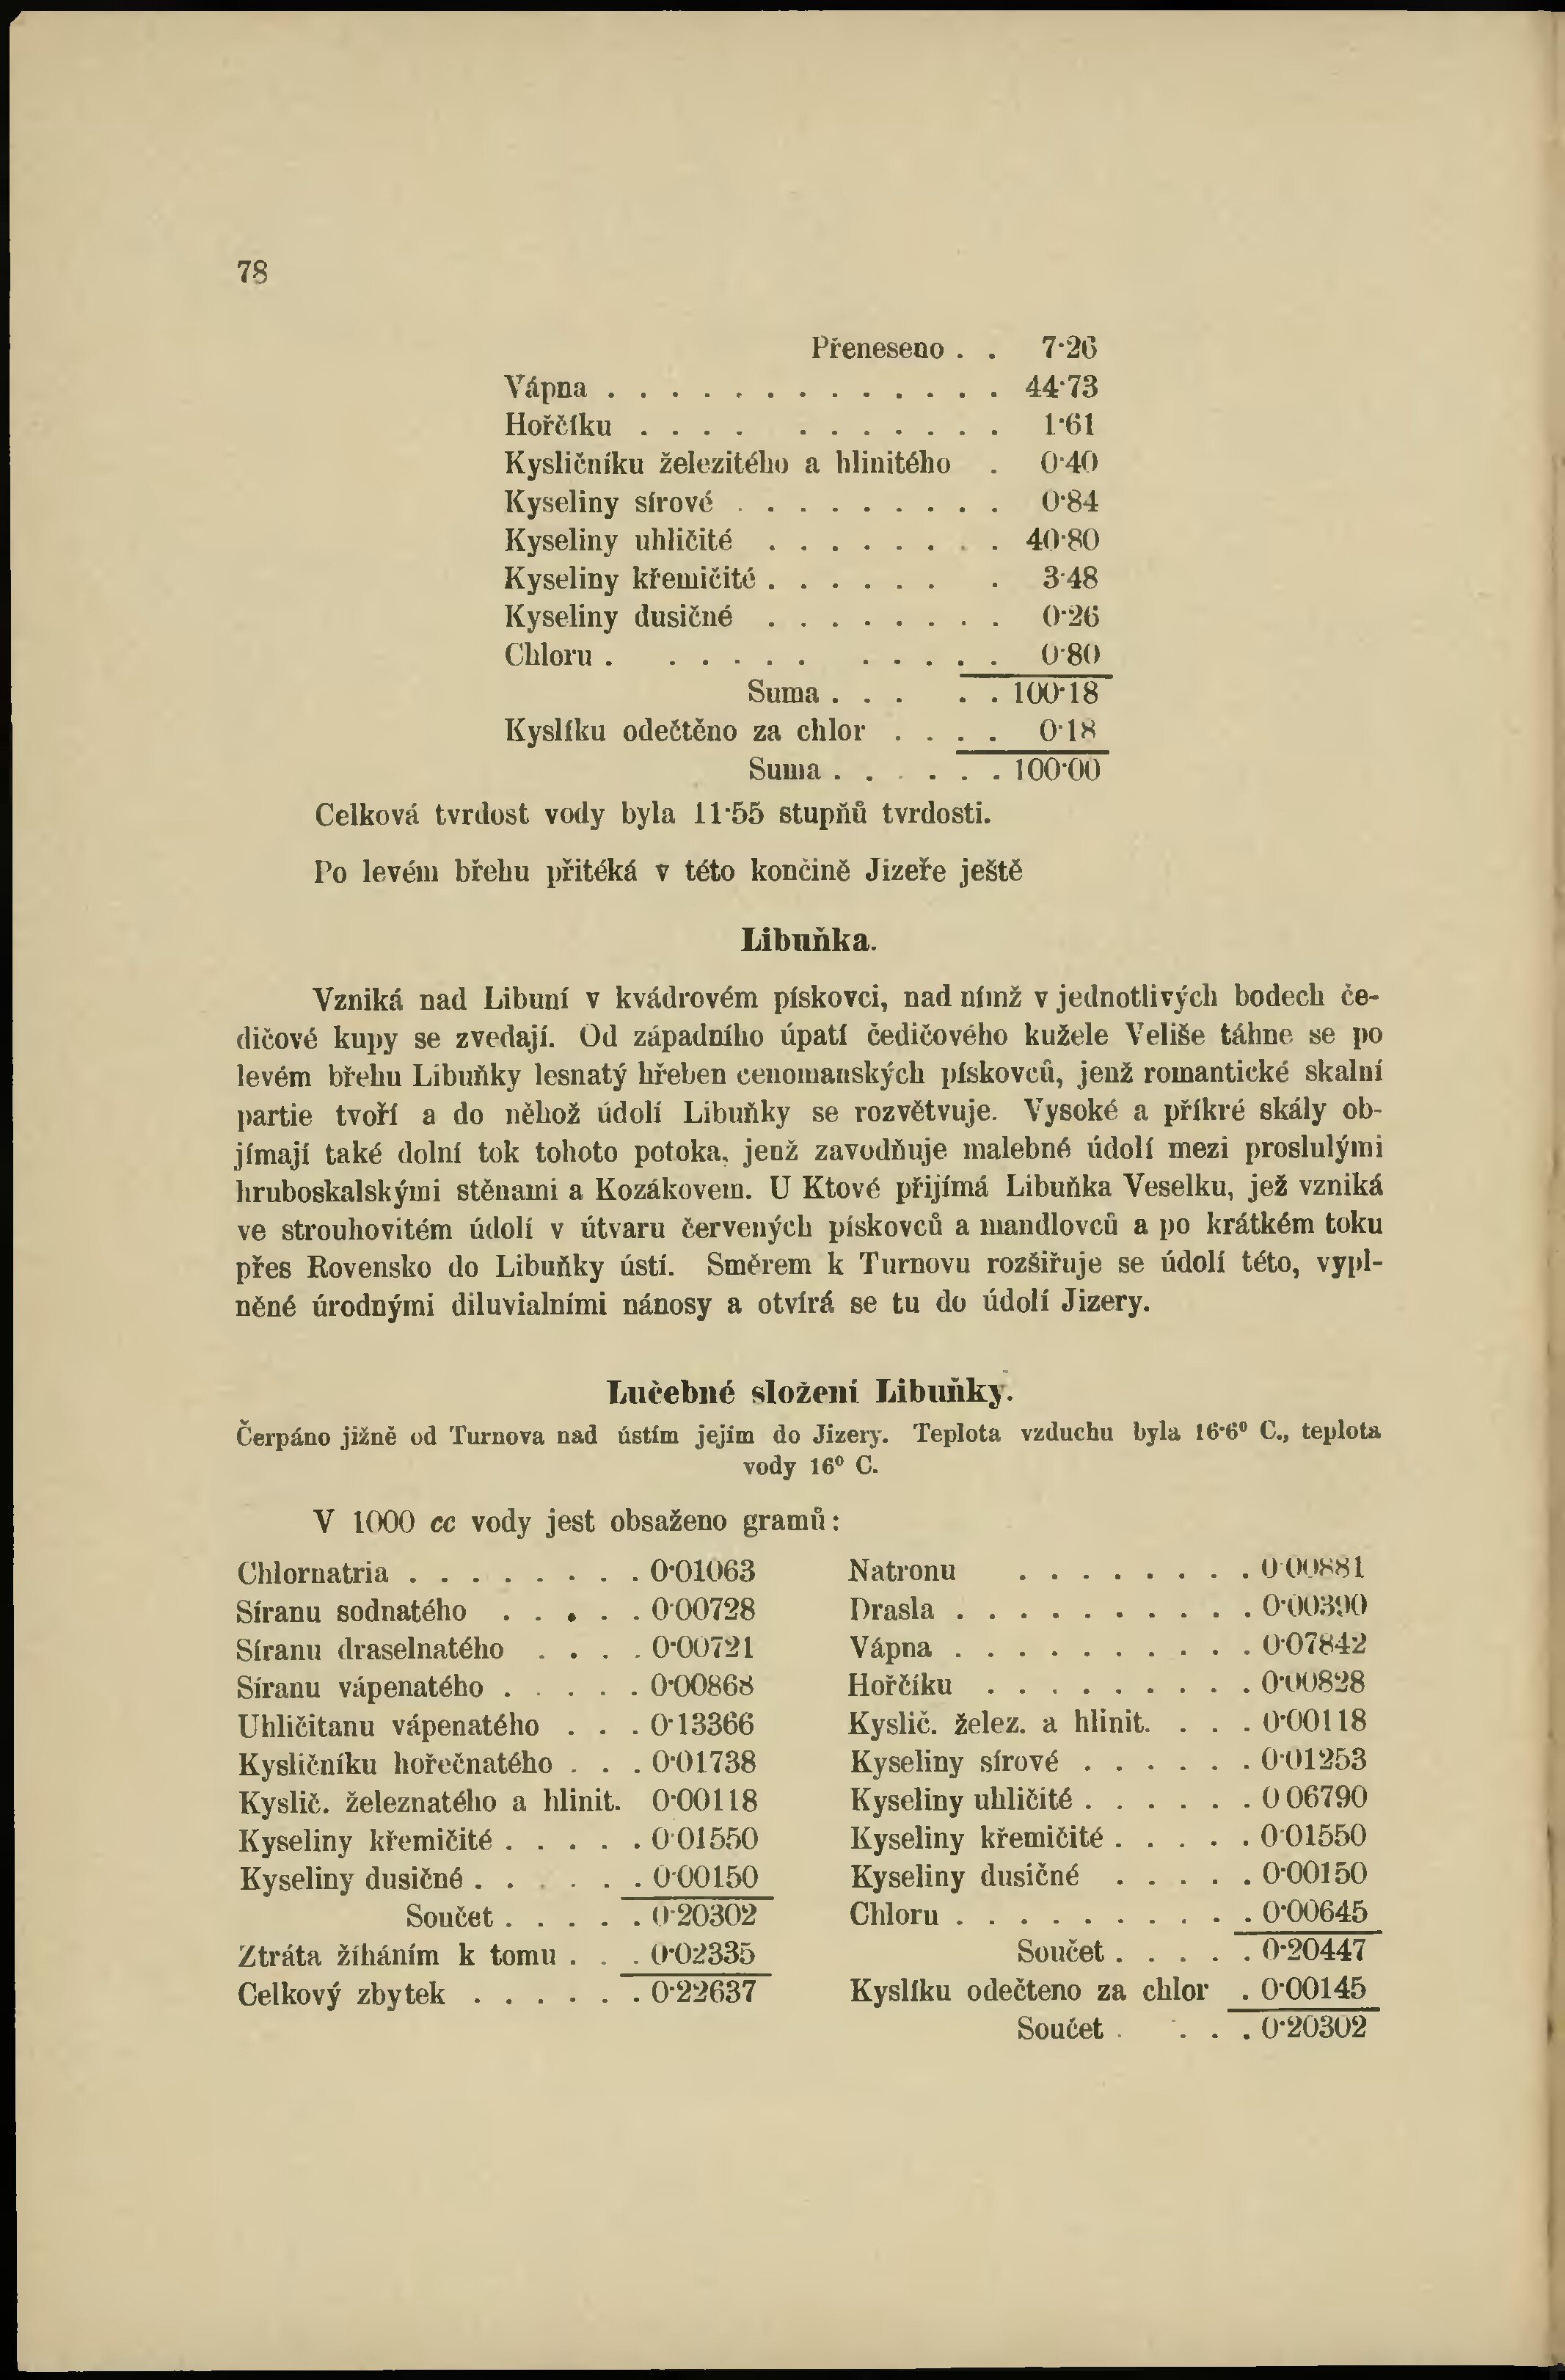 78
Přeneseno . . 7·26
Vápna . . . . . . . . . . . . . 44·73
Hořčíku . . . . . . . . . . . 1·61
Kysličníku železitého a hlinitého . 0·40
Kyseliny sírové . . . . . . . . . 0·84
Kyseliny uhličité . . . . . . . . 40·80
Kyseliny křemičité . . . . . . . 3·48
Kyseliny dusičné . . . . . . . . 0·26
Chloru . . . . . . . . . . . 0·80
Suma . . . . . 100·18
Kyslíku odečtěno za chlor . . . . 0·18
Suma . . . . . . 100·00
Celková tvrdost vody byla 11·55 stupňů tvrdosti.
Po levém břehu přitéká v této končině Jizeře ještě
Libuňka.
Vzniká nad Libuní v kvádrovém pískovci, nad nímž v jednotlivých bodech če-
dičové kupy se zvedají. Od západního úpatí čedičového kužele Veliše táhne se po
levém břehu Libuňky lesnatý hřeben cenomanských pískovců, jenž romantické skalní
partie tvoří a do něhož údolí Libuňky se rozvětvuje. Vysoké a příkré skály ob-
jímají také dolní tok tohoto potoka, jenž zavodňuje malebné údolí mezi proslulými
hruboskalskými stěnami a Kozákovem. U Ktové přijímá Libuňka Veselku, jež vzniká
ve strouhovitém údolí v útvaru červených pískovců a mandlovců a po krátkém toku
přes Rovensko do Libuňky ústí. Směrem k Turnovu rozšiřuje se údolí této, vypl-
něné úrodnými diluvialními nánosy a otvírá se tu do údolí Jizery.
Lučebné složení Libuňky.
Čerpáno jižně od Turnova nad ústím jejím do Jizery. Teplota vzduchu byla 16·6⁰ C., teplota
vody 16⁰ C.
V 1000 cc vody jest obsaženo gramů:
Chlornatria . . . . . . . . 0·01063
Síranu sodnatého . . . . . 0·00728
Síranu draselnatého . . . . 0·00721
Síranu vápenatého . . . . . 0·00868
Uhličitanu vápenatého . . . 0·13366
Kysličníku hořečnatého . . . 0·01738
Kyslič. železnatého a hlinit. 0·00118
Kyseliny křemičité . . . . . 0·01550
Kyseliny dusičné . . . . . . 0·00150
Součet . . . . . 0·20302
Ztráta žíháním k tomu . . . 0·02335
Celkový zbytek . . . . . . 0·22637
Natronu . . . . . . . . 0·00881
Drasla . . . . . . . . . . 0·00390
Vápna . . . . . . . . . . 0·07842
Hořčíku . . . . . . . . . 0·00828
Kyslič. želez. a hlinit. . . . 0·00118
Kyseliny sírové . . . . . . 0·01253
Kyseliny uhličité . . . . . . 0·06790
Kyseliny křemičité . . . . . 0·01550
Kyseliny dusičné . . . . . 0·00150
Chloru . . . . . . . . . . 0·00645
Součet . . . . . 0·20447
Kyslíku odečteno za chlor . 0·00145
Součet . . . . 0·20302